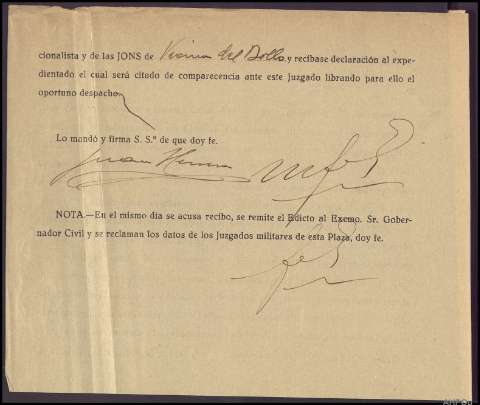 cionalista y de las JONS de Viana del Bollo y recíbase declaración al expe-
dientado el cual será citado de comparecencia ante este Juzgado librando para ello el
oportuno despacho
Lo mandó y firma S. S.ª de que doy fe.
Juan Herrera
NOTA.—En el mismo día se acusa recibo, se remite el Edicto al Excmo. Sr. Gober-
nador Civil y se reclaman los datos de los Juzgados militares de esta Plaza, doy fe.